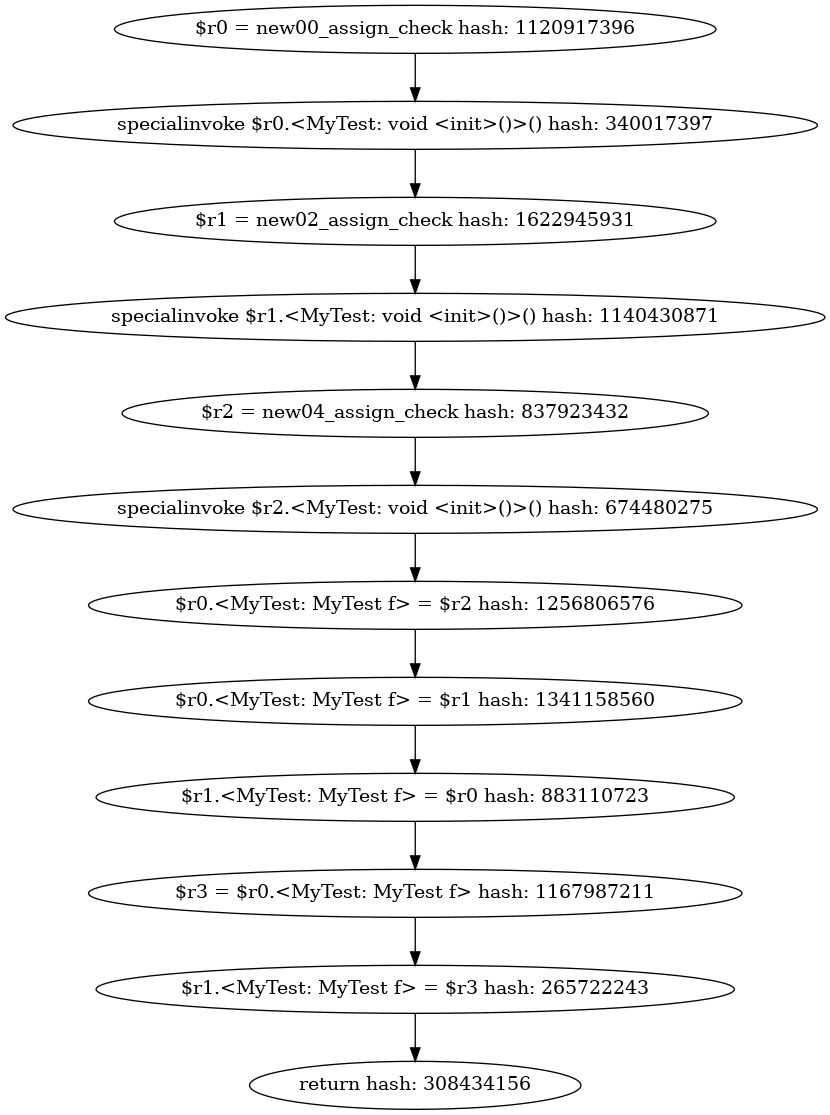 $r0 = new00_assign_check hash: 1120917396
specialinvoke $r0.<MyTest: void <init>()>() hash: 340017397
$r1 = new02_assign_check hash: 1622945931
specialinvoke $r1.<MyTest: void <init>()>() hash: 1140430871
$r2 = new04_assign_check hash: 837923432
specialinvoke $r2.<MyTest: void <init>()>() hash: 674480275
$r0.<MyTest: MyTest f> = $r2 hash: 1256806576
$r0.<MyTest: MyTest f> = $r1 hash: 1341158560
$r1.<MyTest: MyTest f> = $r0 hash: 883110723
$r3 = $r0.<MyTest: MyTest f> hash: 1167987211
$r1.<MyTest: MyTest f> = $r3 hash: 265722243
return hash: 308434156